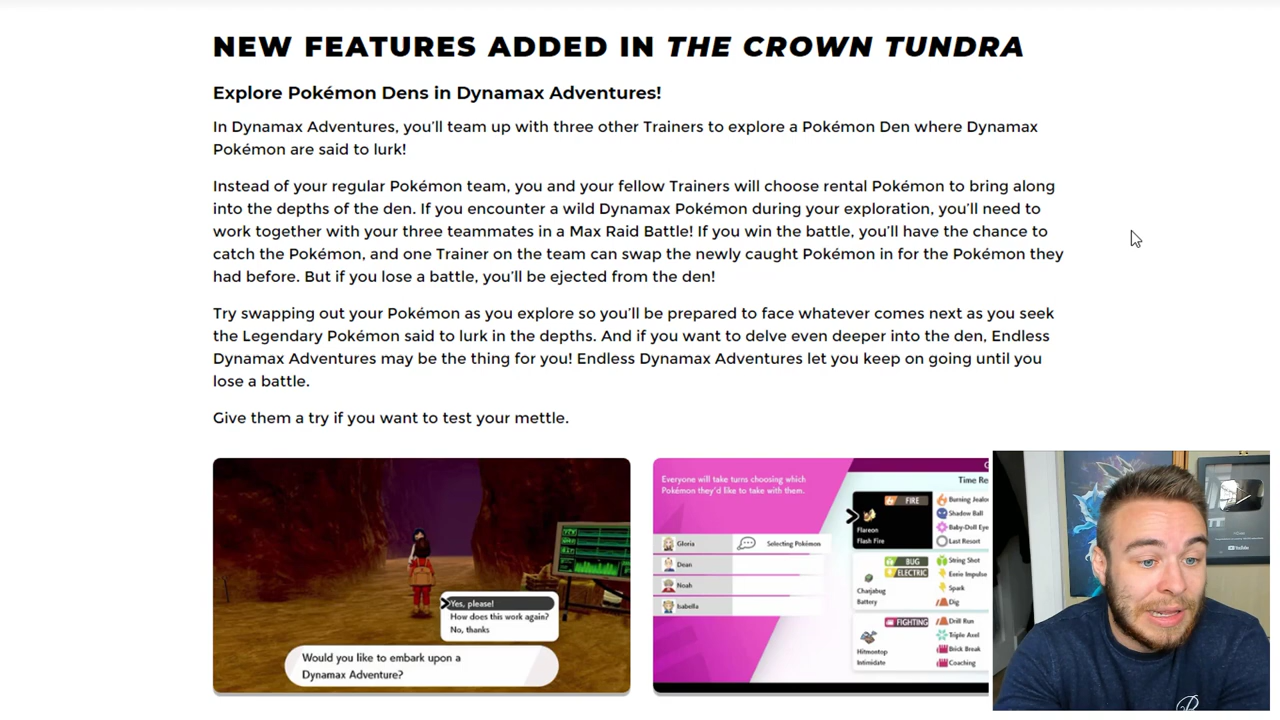 NEW FEATURES ADDED IN THE CROWN TUNDRA
Explore Pokémon Dens in Dynamax Adventures!
In Dynamax Adventures, you'll team up with three other Trainers to explore a Pokémon Den where Dynamax
Pokémon are said to lurk!
Instead of your regular Pokémon team, you and your fellow Trainers will choose rental Pokémon to bring along
into the depths of the den. If you encounter a wild Dynamax Pokémon during your exploration, you'll need to
work together with your three teammates in a Max Raid Battle! If you win the battle, you'll have the chance to
catch the Pokémon, and one Trainer on the team can swap the newly caught Pokémon in for the Pokémon they
had before. But if you lose a battle, you'll be ejected from the den!
Try swapping out your Pokémon as you explore so you'll be prepared to face whatever comes next as you seek
the Legendary Pokémon said to lurk in the depths. And if you want to delve even deeper into the den, Endless
Dynamax Adventures may be the thing for you! Endless Dynamax Adventures let you keep on going until you
lose a battle.
Give them a try if you want to test your mettle.
Yes, please!
How does this work again?
No, thanks
Would you like to embark upon a
Dynamax Adventure?
Everyone will take turns choosing which
Pokémon they'd like to take with them.
Gloria
Selecting Pokémon
Dean
Noah
Isabella
Time Re
FIRE
Flareon
Flash Fire
Burning Jealo
Shadow Ball
Baby-Doll Eye
Last Resort
BUG
ELECTRIC
Charjabug
Battery
String Shot
Eerie Impulse
Spark
Dig
FIGHTING
Hitmontop
Intimidate
Drill Run
Triple Axel
Brick Break
Coaching
YouTube